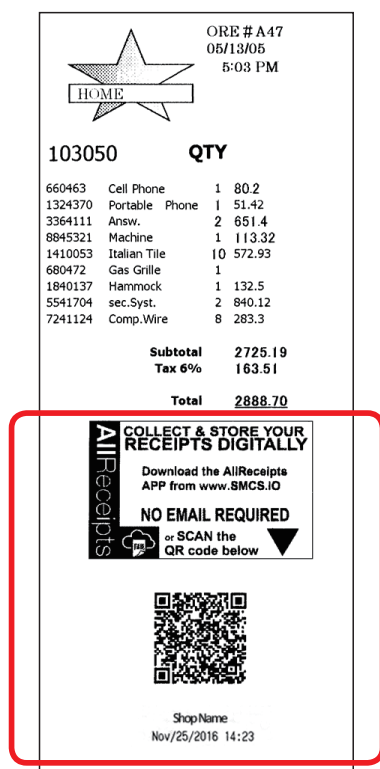 ORE # A47
05/13/05
5:03 PM
HOME
103050 QTY
660463 Cell Phone 1 80.2
1324370 Portable Phone 1 51.42
3364111 Answ. 2 651.4
8845321 Machine 1 113.32
1410053 Italian Tile 10 572.93
680472 Gas Grille 1
1840137 Hammock 1 132.5
5541704 sec.Syst. 2 840.12
7241124 Comp.Wire 8 283.3
Subtotal 2725.19
Tax 6% 163.51
Total 2888.70
AllReceipts
COLLECT & STORE YOUR
RECEIPTS DIGITALLY
Download the AllReceipts
APP from www.SMCS.IO
NO EMAIL REQUIRED
or SCAN the
QR code below
Shop Name
Nov/25/2016 14:23